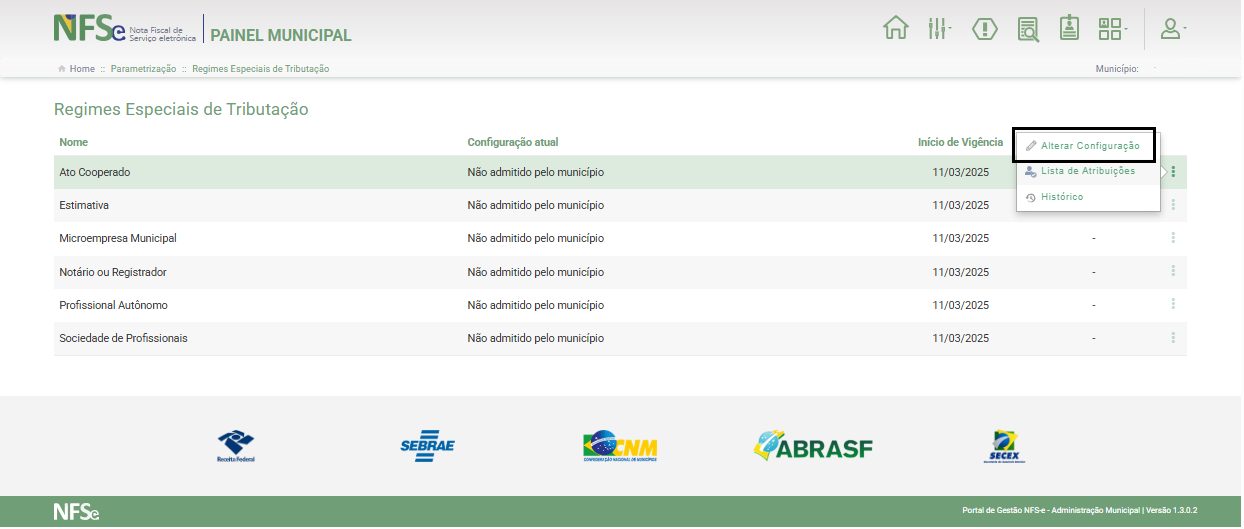 NFSe Nota Fiscal de Serviço eletrônica PAINEL MUNICIPAL
Home :: Parametrização :: Regimes Especiais de Tributação Município: -
Regimes Especiais de Tributação
Nome Configuração atual Início de Vigência
Alterar Configuração
Ato Cooperado Não admitido pelo município 11/03/2025
Lista de Atribuições
Estimativa Não admitido pelo município 11/03/2025
Histórico
Microempresa Municipal Não admitido pelo município 11/03/2025 -
Notário ou Registrador Não admitido pelo município 11/03/2025 -
Profissional Autônomo Não admitido pelo município 11/03/2025 -
Sociedade de Profissionais Não admitido pelo município 11/03/2025 -
Receita Federal
SEBRAE
CNM
CONFEDERAÇÃO NACIONAL DE MUNICÍPIOS
ABRASF
SECEX
NFSe
Portal de Gestão NFS-e - Administração Municipal | Versão 1.3.0.2